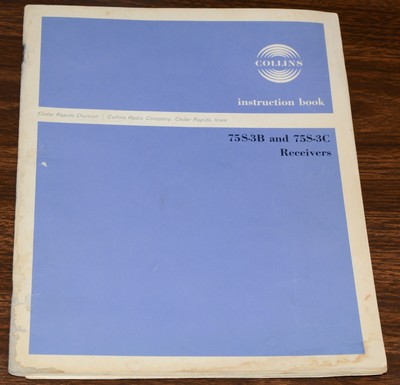 COLLINS
instruction book
Cedar Rapids Division | Collins Radio Company, Cedar Rapids, Iowa
75S-3B and 75S-3C
Receivers